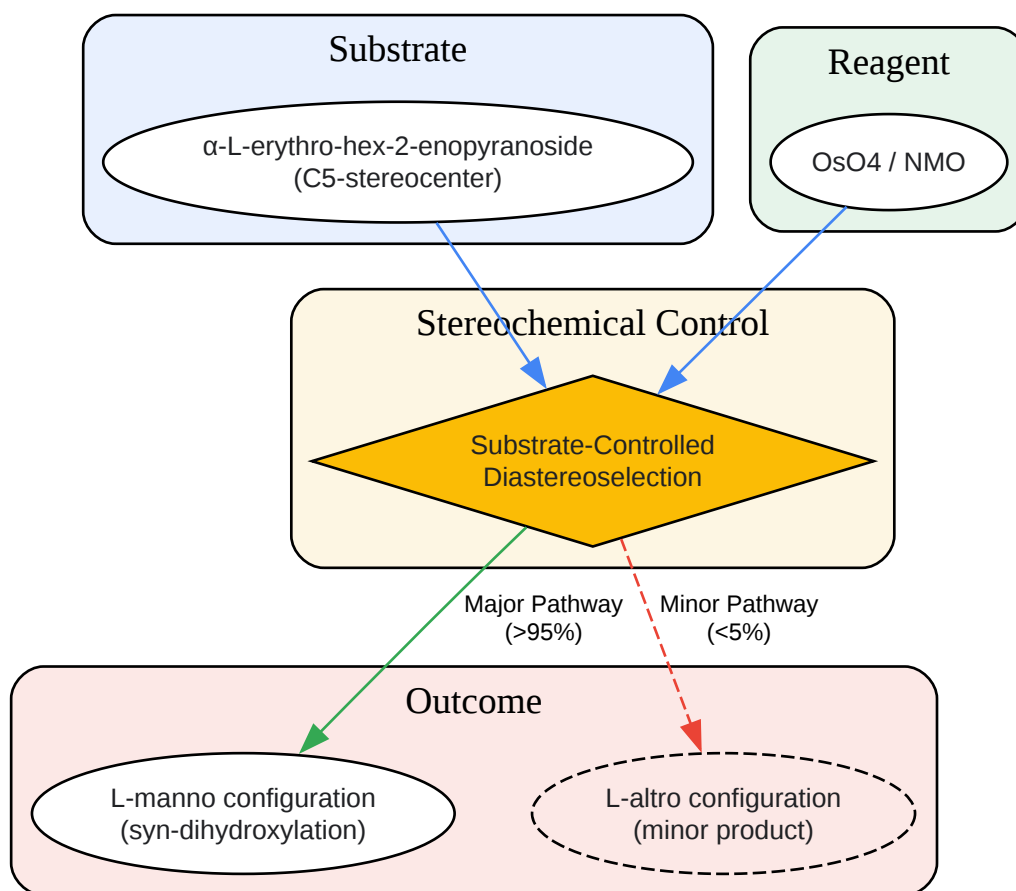 Substrate
α-L-erythro-hex-2-enopyranoside
(C5-stereocenter)
Reagent
OsO4 / NMO
Stereochemical Control
Substrate-Controlled
Diastereoselection
Major Pathway
(>95%)
Minor Pathway
(<5%)
Outcome
L-manno configuration
(syn-dihydroxylation)
L-altro configuration
(minor product)